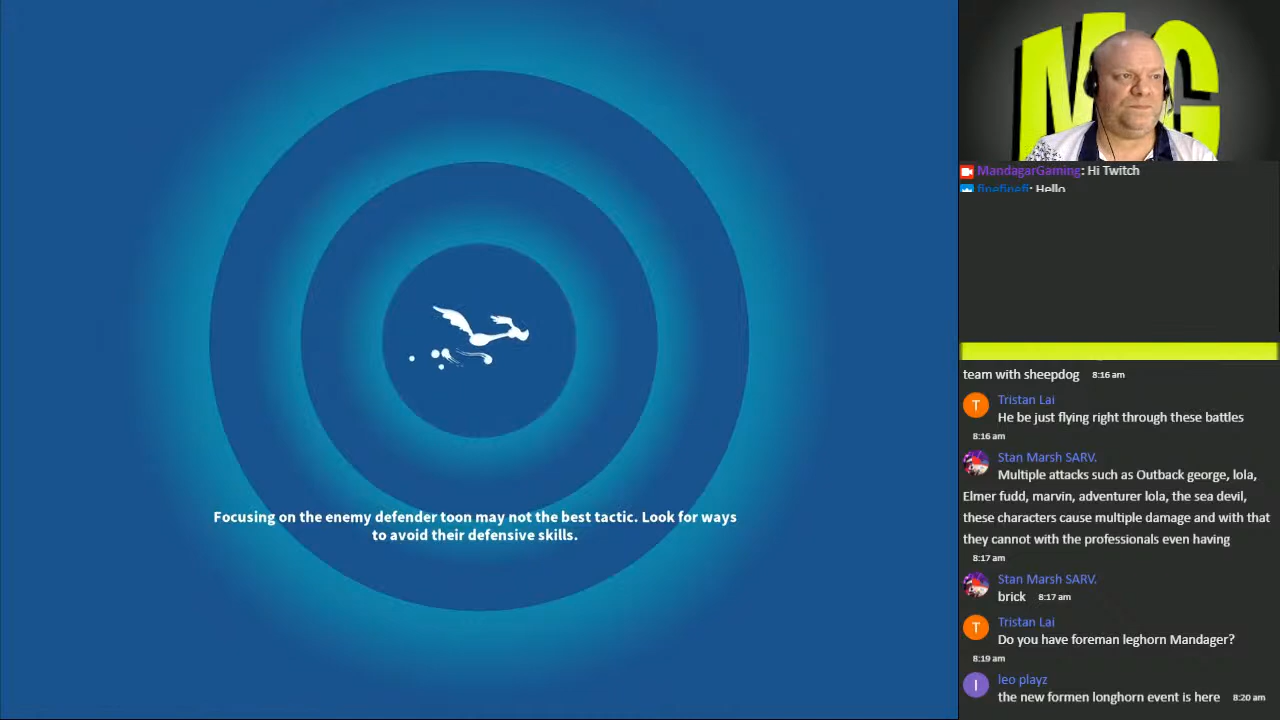 Focusing on the enemy defender toon may not the best tactic. Look for ways
to avoid their defensive skills.
MG
MandagarGaming: Hi Twitch
finefinefi: Hello
team with sheepdog 8:16 am
T
Tristan Lai
He be just flying right through these battles
8:16 am
Stan Marsh SARV.
Multiple attacks such as Outback george, lola,
Elmer fudd, marvin, adventurer lola, the sea devil,
these characters cause multiple damage and with that
they cannot with the professionals even having
8:17 am
Stan Marsh SARV.
brick 8:17 am
T
Tristan Lai
Do you have foreman leghorn Mandager?
8:19 am
l
leo playz
the new formen longhorn event is here 8:20 am